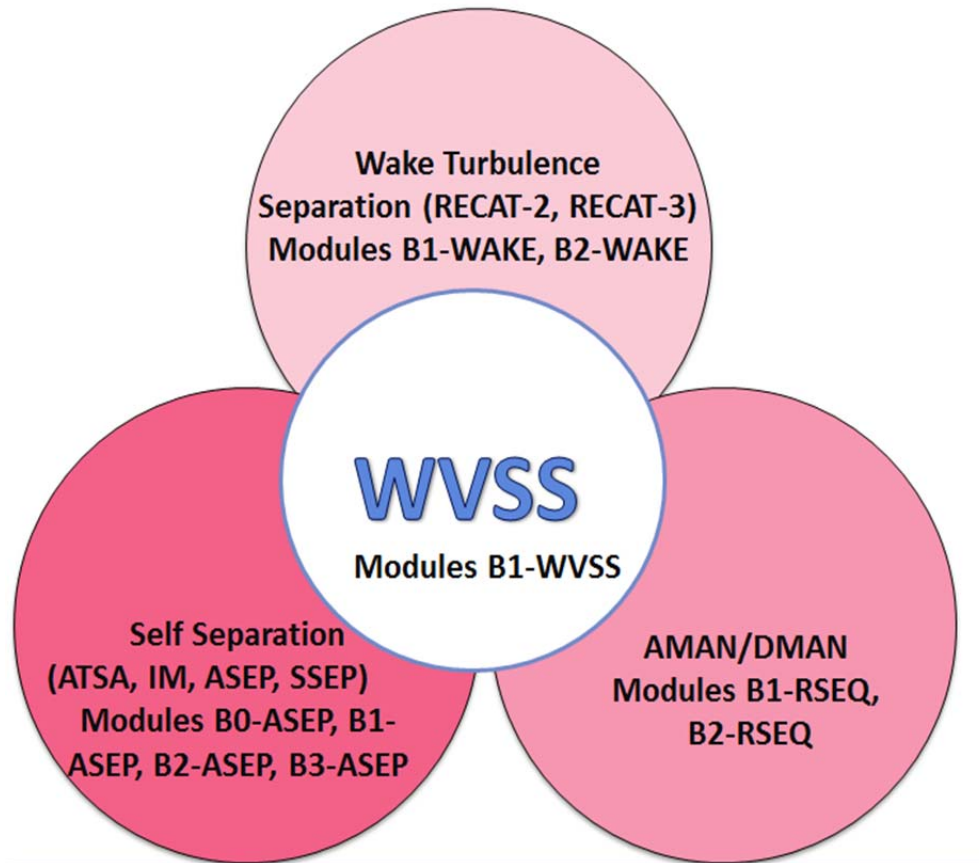 Wake Turbulence
Separation (RECAT-2, RECAT-3)
Modules B1-WAKE, B2-WAKE
WVSS
Modules B1-WVSS
Self Separation
(ATSA, IM, ASEP, SSEP)
Modules B0-ASEP, B1-
ASEP, B2-ASEP, B3-ASEP
AMAN/DMAN
Modules B1-RSEQ,
B2-RSEQ